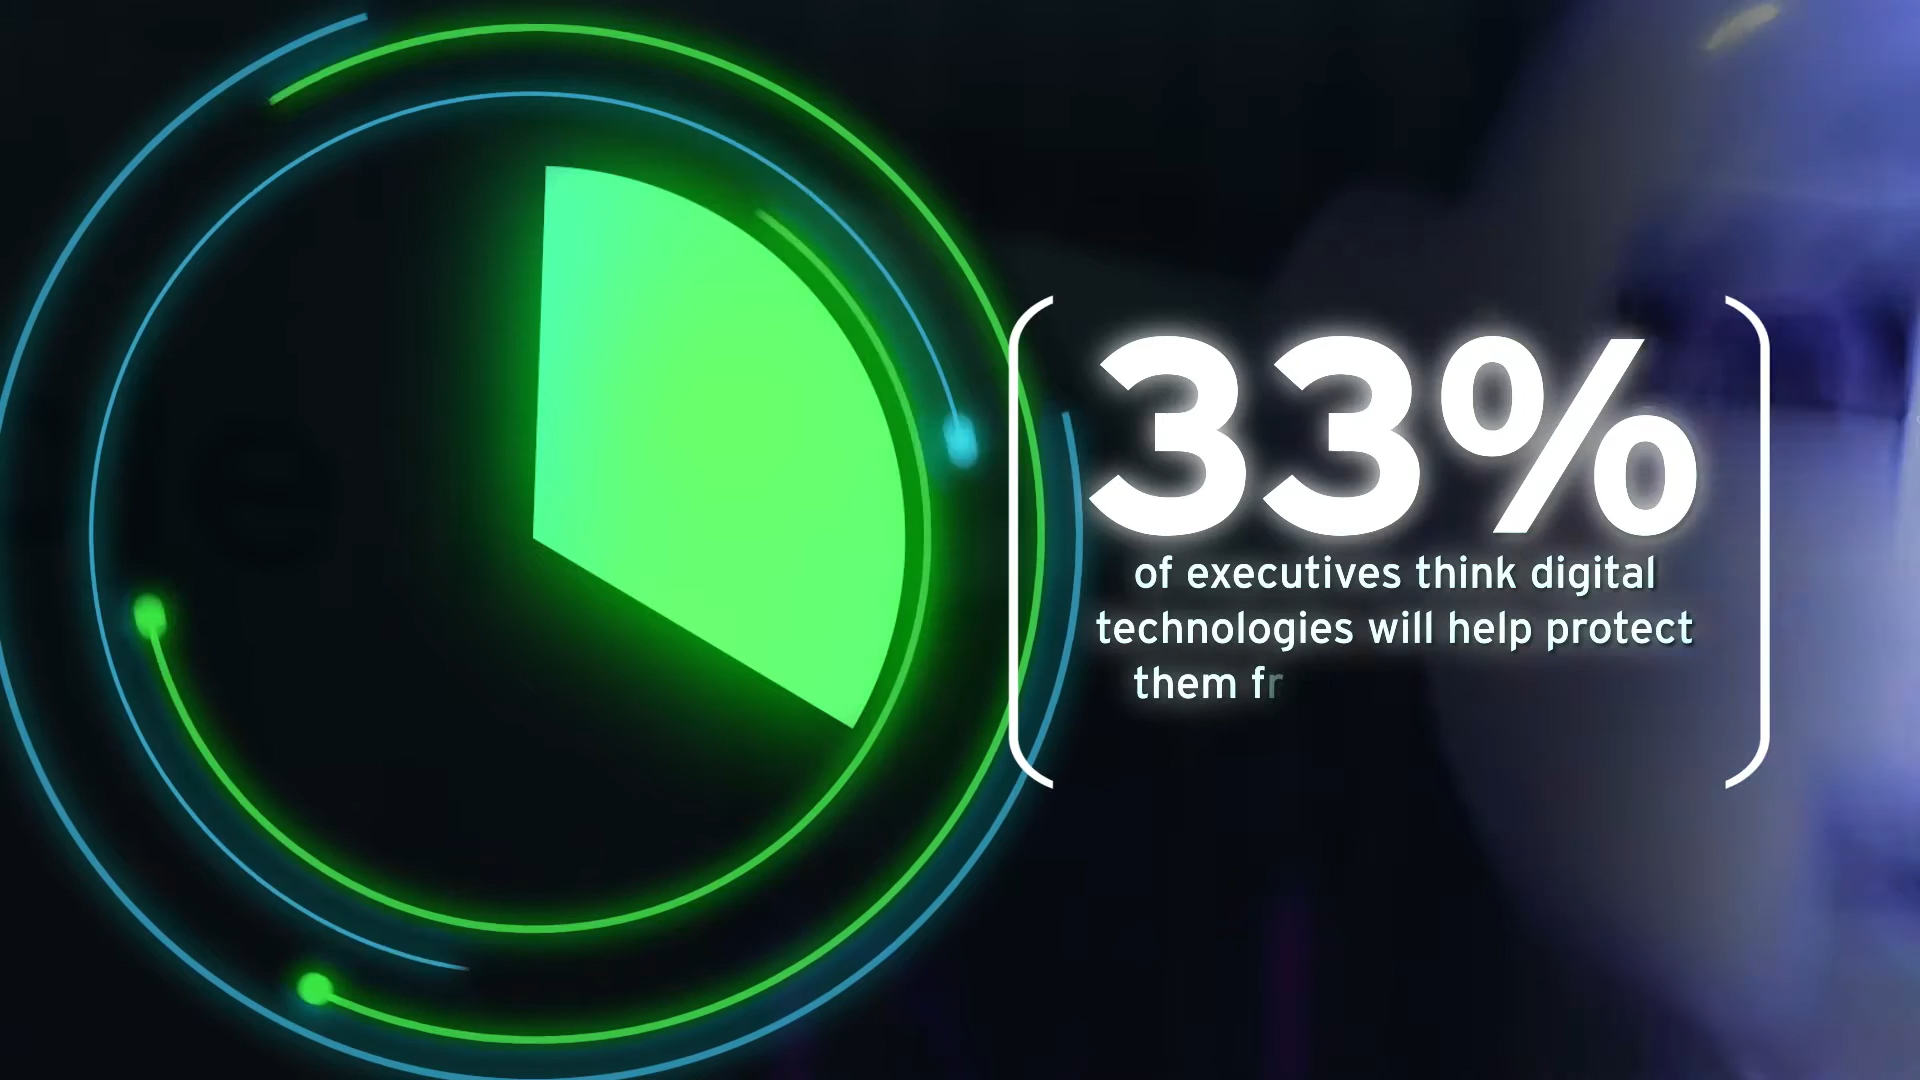 33%
of executives think digital
technologies will help protect
them fr